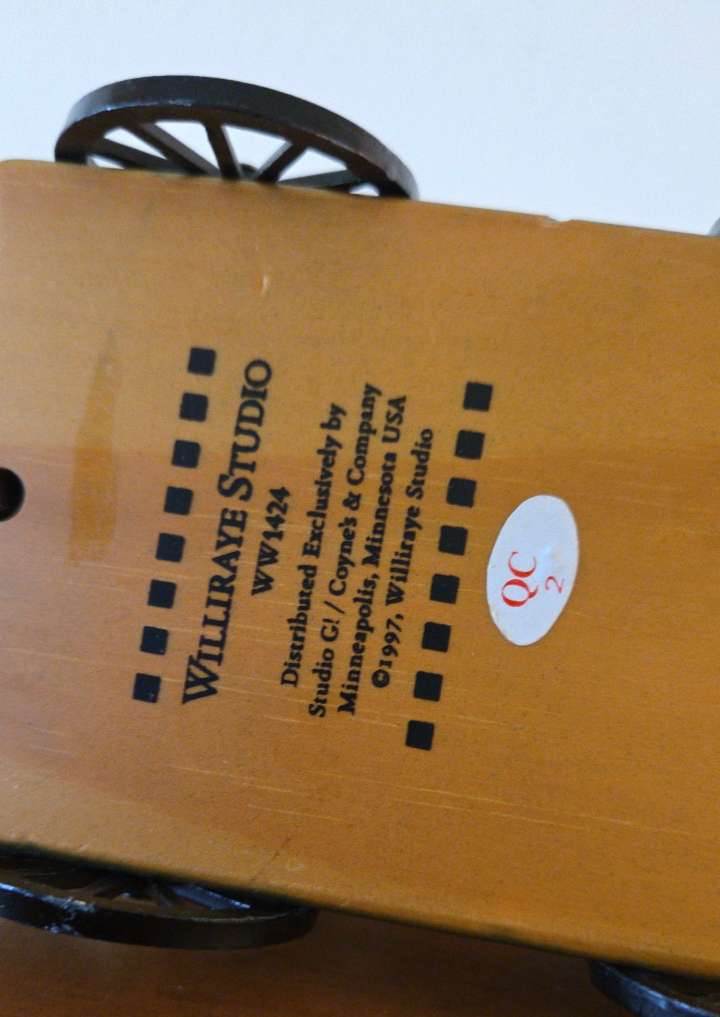 WILLIRAYE STUDIO
WW1424
Distributed Exclusively by
Studio G! / Coyne's & Company
Minneapolis, Minnesota USA
©1997, Williraye Studio
QC
2